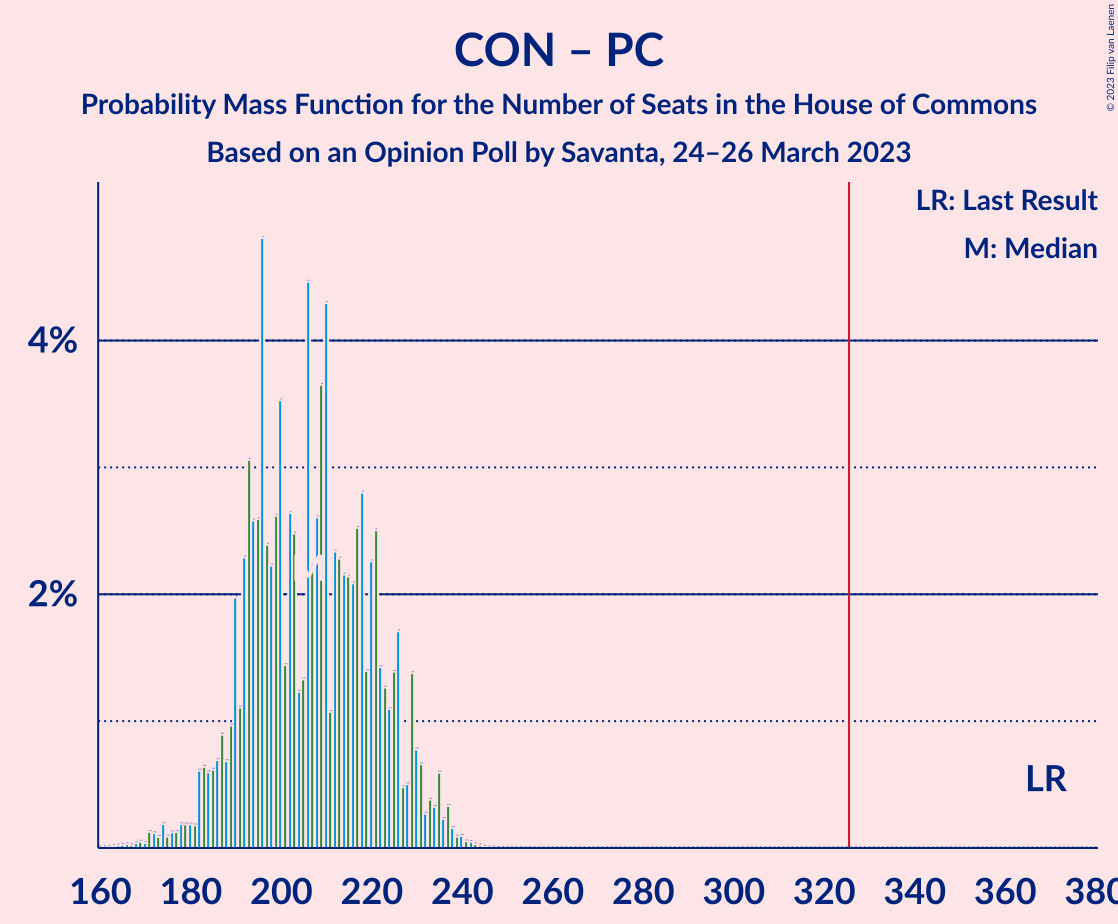 CON – PC
Probability Mass Function for the Number of Seats in the House of Commons
Based on an Opinion Poll by Savanta, 24–26 March 2023
© 2023 Filip van Laenen
LR: Last Result
M: Median
4%
2%
LR
160 180 200 220 240 260 280 300 320 340 360 380